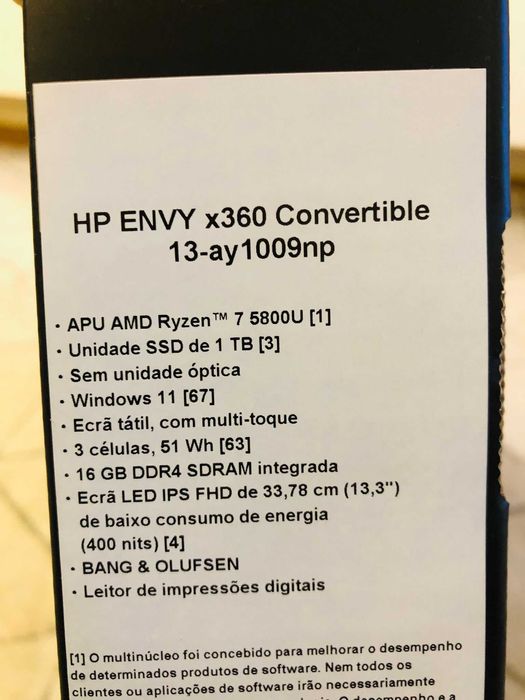 HP ENVY x360 Convertible
13-ay1009np
· APU AMD Ryzen™ 7 5800U [1]
· Unidade SSD de 1 TB [3]
· Sem unidade óptica
· Windows 11 [67]
· Ecrã tátil, com multi-toque
· 3 células, 51 Wh [63]
· 16 GB DDR4 SDRAM integrada
· Ecrã LED IPS FHD de 33,78 cm (13,3")
de baixo consumo de energia
(400 nits) [4]
· BANG & OLUFSEN
· Leitor de impressões digitais
[1] O multinúcleo foi concebido para melhorar o desempenho
de determinados produtos de software. Nem todos os
clientes ou aplicações de software irão necessariamente